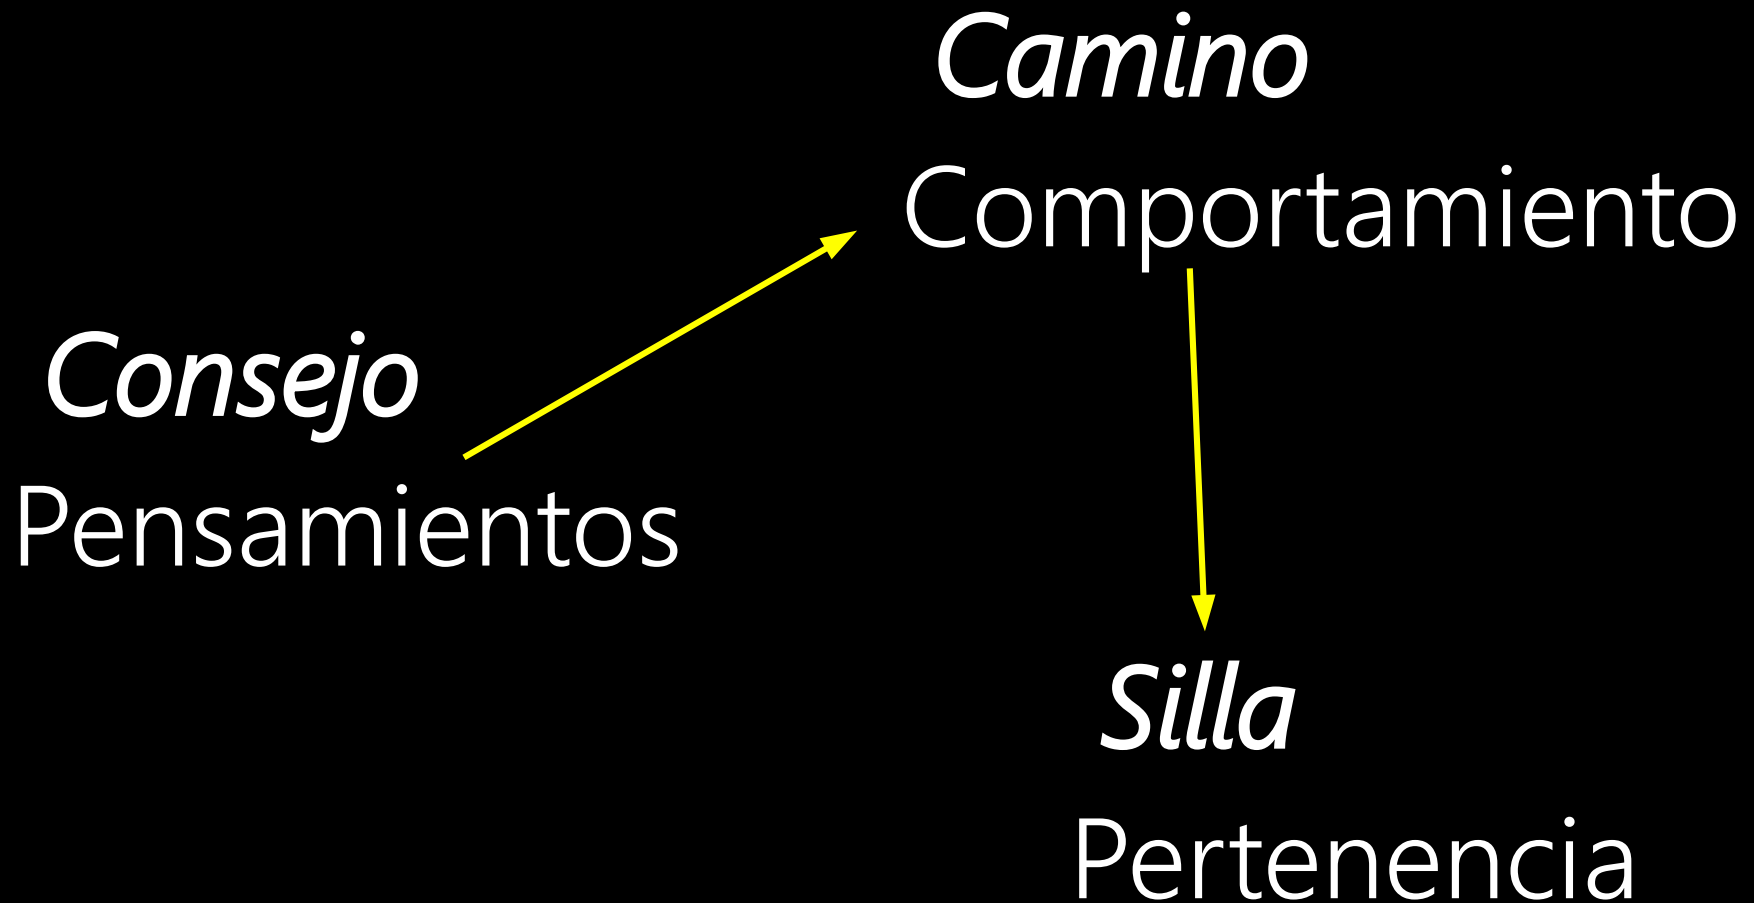 Camino
Comportamiento
Consejo
Pensamientos
Silla
Pertenencia